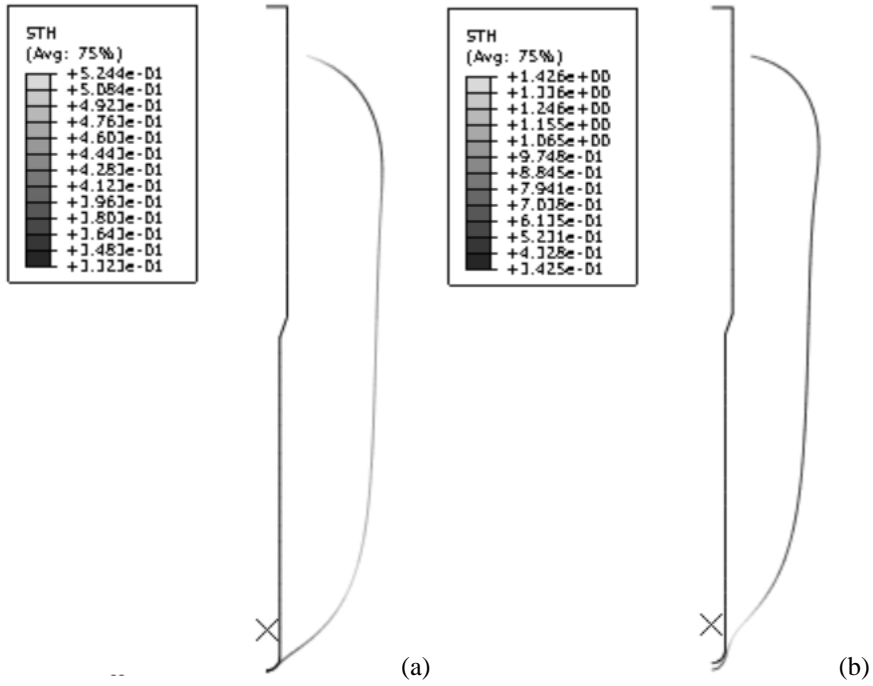 STH
(Avg: 75%)
+5.244e-01
+5.084e-01
+4.923e-01
+4.763e-01
+4.603e-01
+4.443e-01
+4.283e-01
+4.123e-01
+3.963e-01
+3.803e-01
+3.643e-01
+3.483e-01
+3.323e-01
(a)
STH
(Avg: 75%)
+1.426e+00
+1.336e+00
+1.246e+00
+1.155e+00
+1.065e+00
+9.748e-01
+8.845e-01
+7.941e-01
+7.038e-01
+6.135e-01
+5.231e-01
+4.328e-01
+3.425e-01
(b)